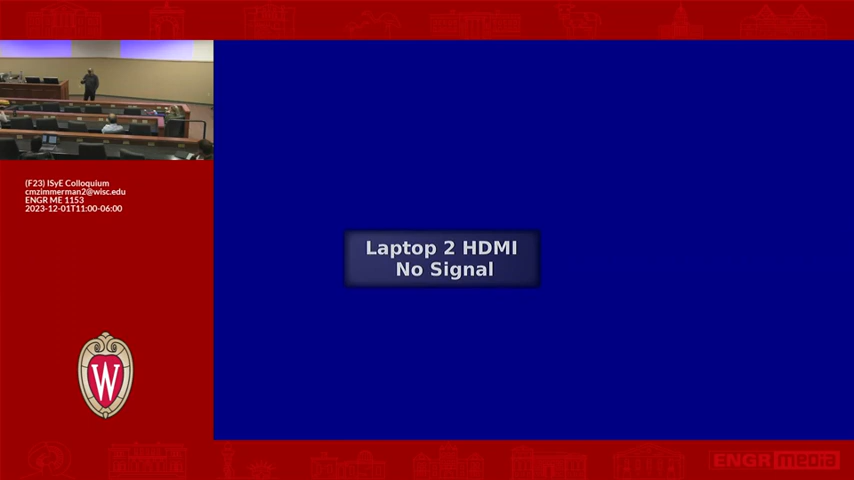 (F23) ISyE Colloquium
cmzimmerman2@wisc.edu
ENGR ME 1153
2023-12-01T11:00-06:00
Laptop 2 HDMI
No Signal
W
ENGR media